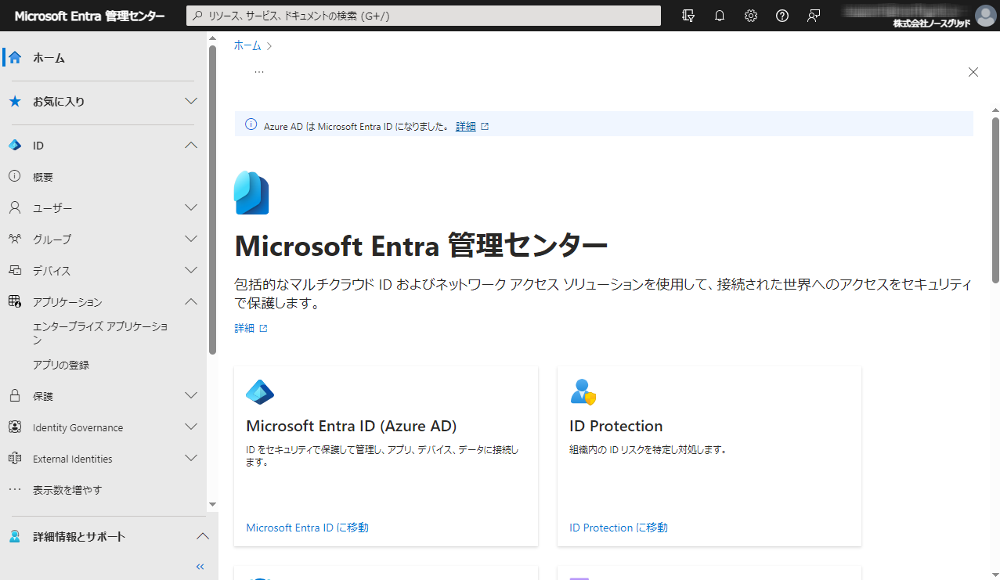 Microsoft Entra 管理センター
リソース、サービス、ドキュメントの検索 (G+/)
株式会社ノースグリッド
ホーム
お気に入り
ID
概要
ユーザー
グループ
デバイス
アプリケーション
エンタープライズ アプリケーショ
ン
アプリの登録
保護
Identity Governance
External Identities
表示数を増やす
詳細情報とサポート
ホーム
Azure AD は Microsoft Entra ID になりました。 詳細
Microsoft Entra 管理センター
包括的なマルチクラウド ID およびネットワーク アクセス ソリューションを使用して、接続された世界へのアクセスをセキュリティ
で保護します。
詳細
Microsoft Entra ID (Azure AD)
ID をセキュリティで保護して管理し、アプリ、デバイス、データに接続し
ます。
Microsoft Entra ID に移動
ID Protection
組織内の ID リスクを特定し対処します。
ID Protection に移動